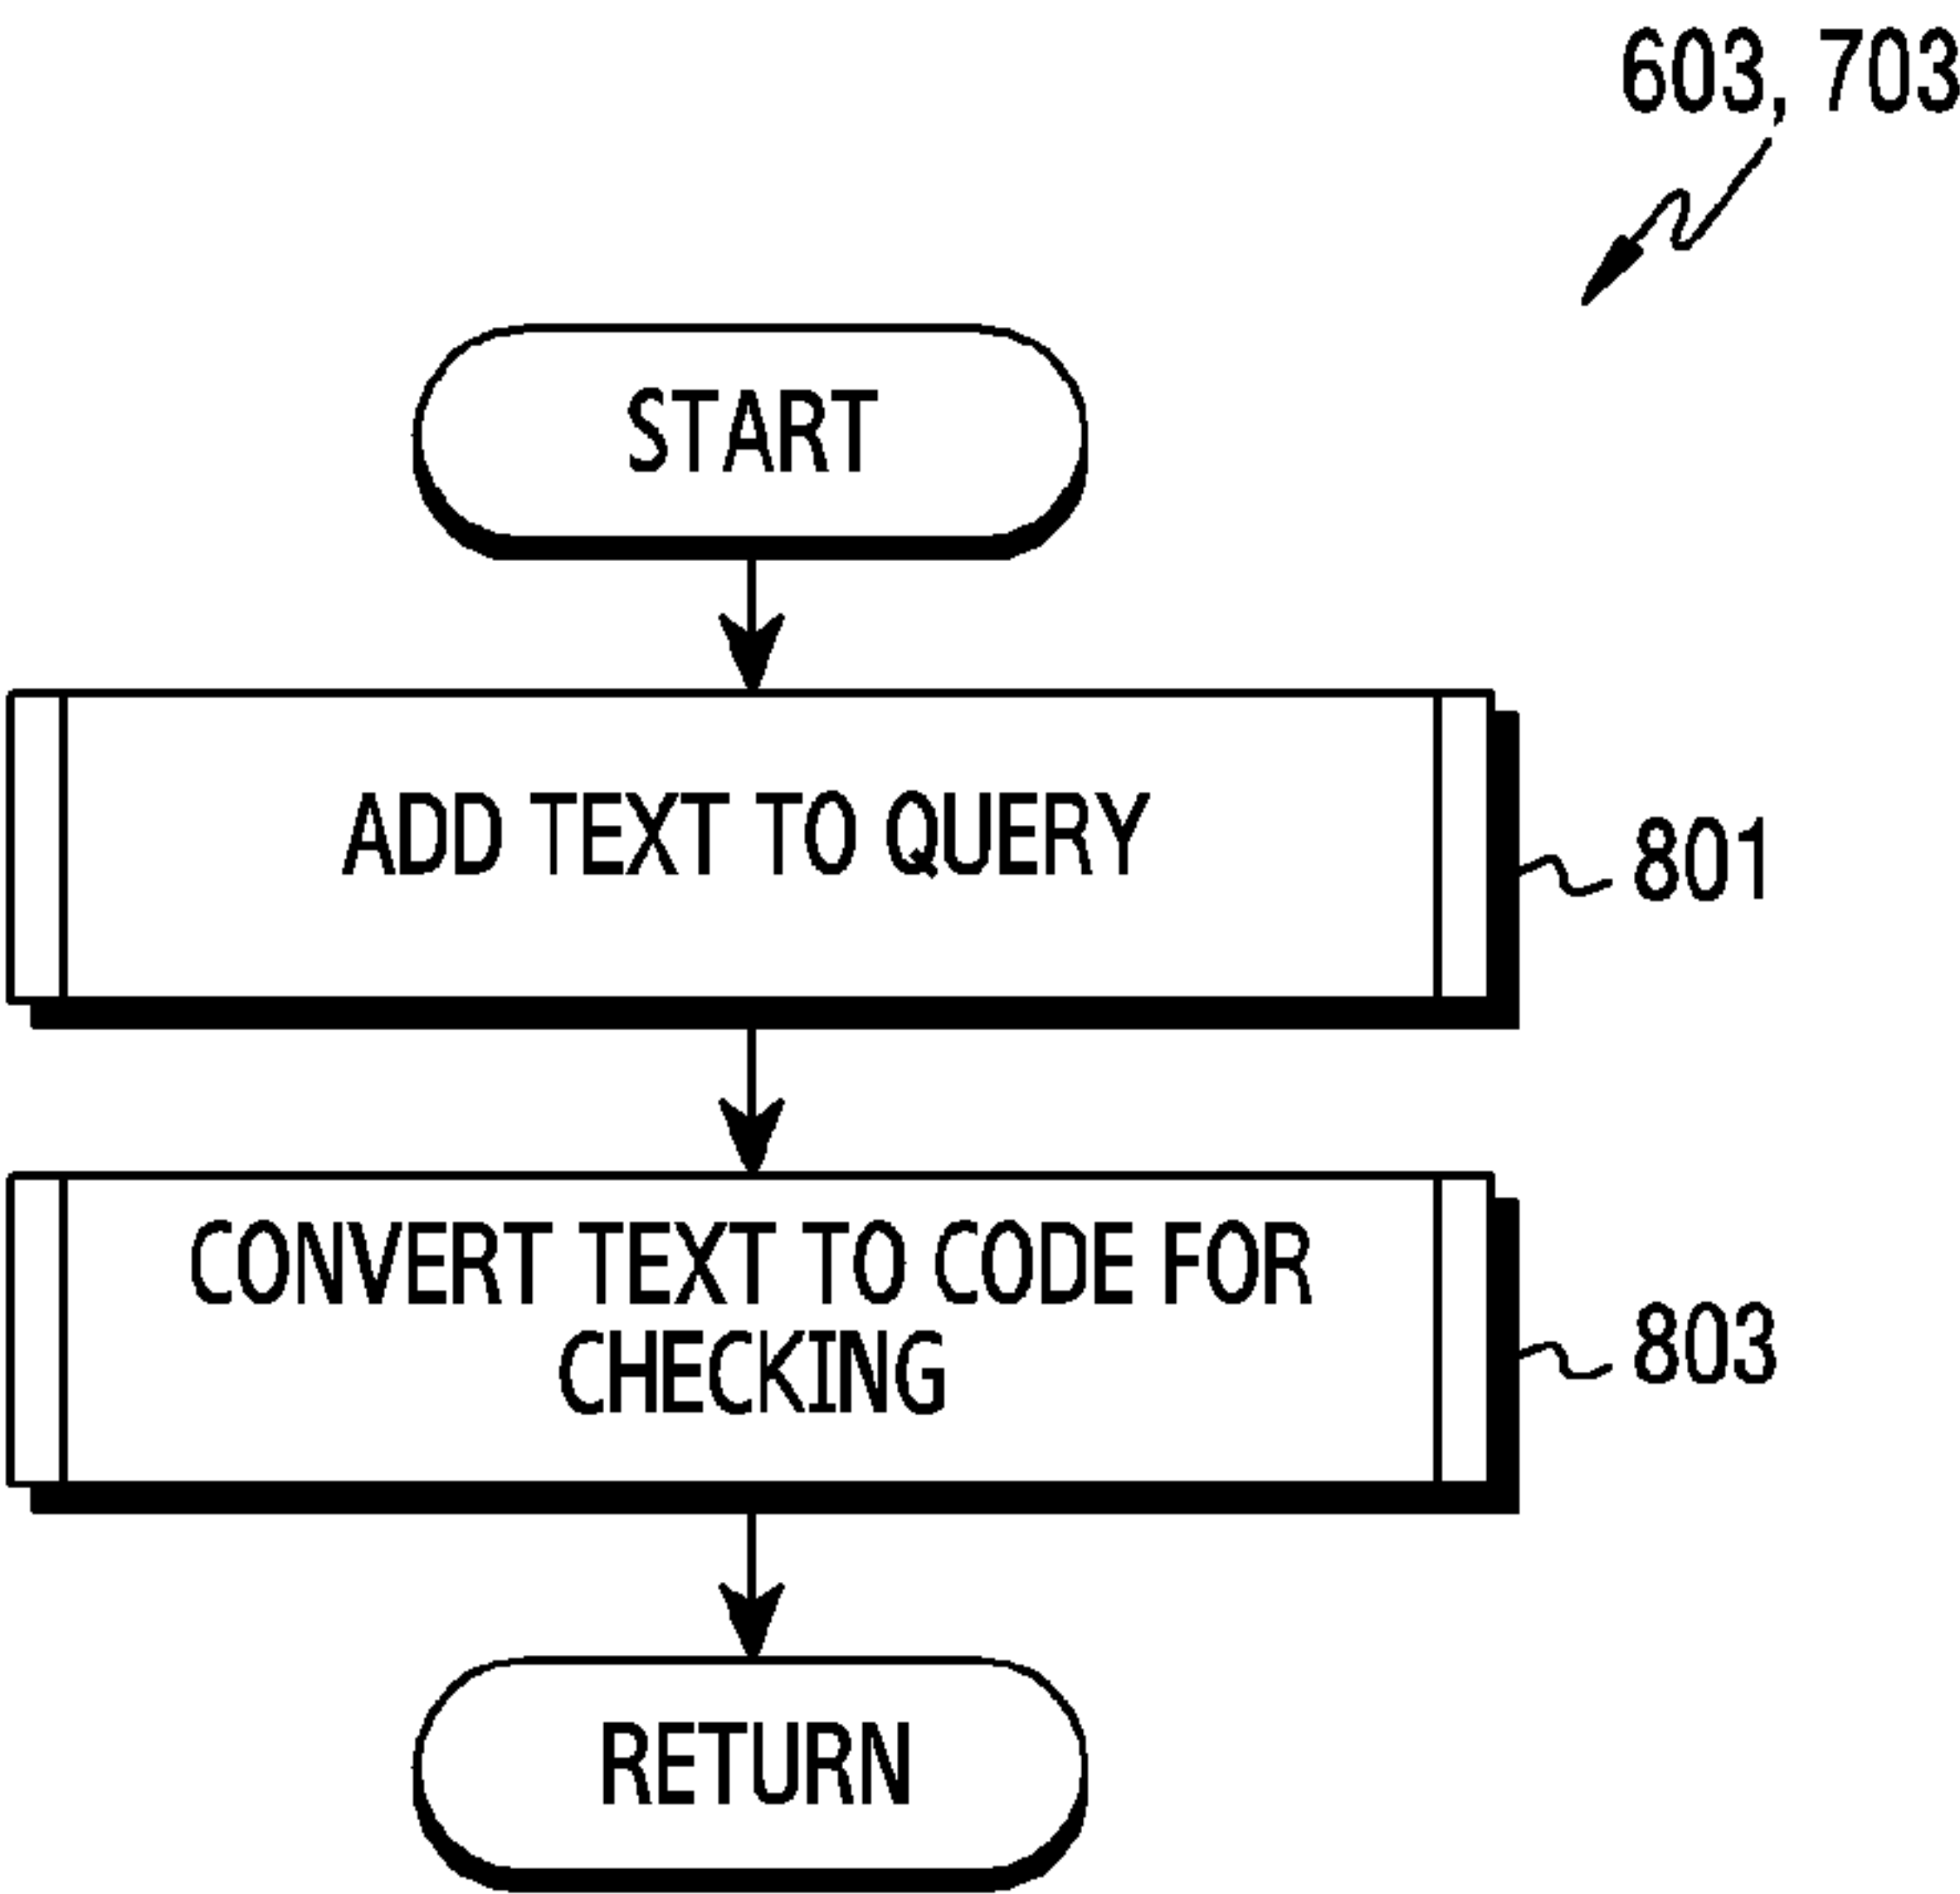 603, 703
START
ADD TEXT TO QUERY
801
CONVERT TEXT TO CODE FOR
CHECKING
803
RETURN